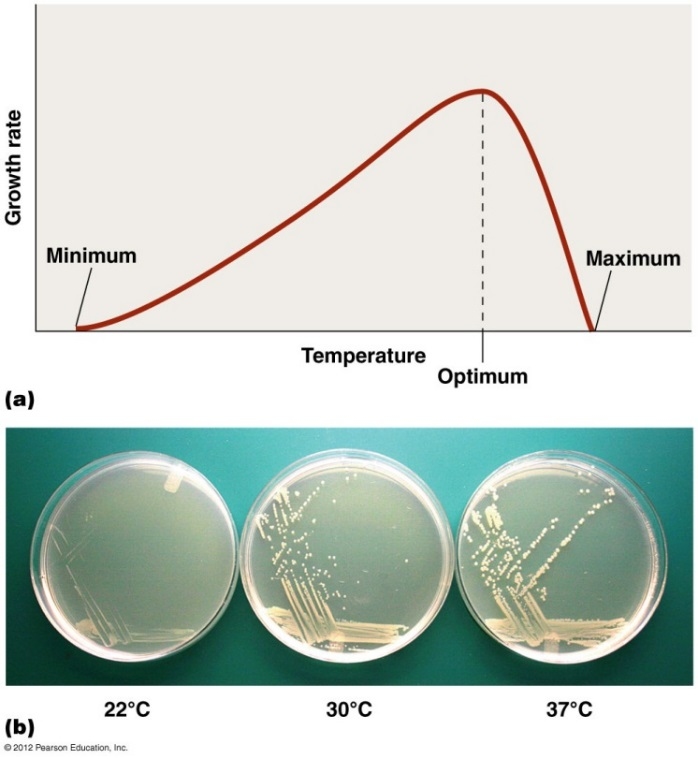 Growth rate
Minimum
Maximum
Temperature
Optimum
(a)
22°C
30°C
37°C
(b)
© 2012 Pearson Education, Inc.